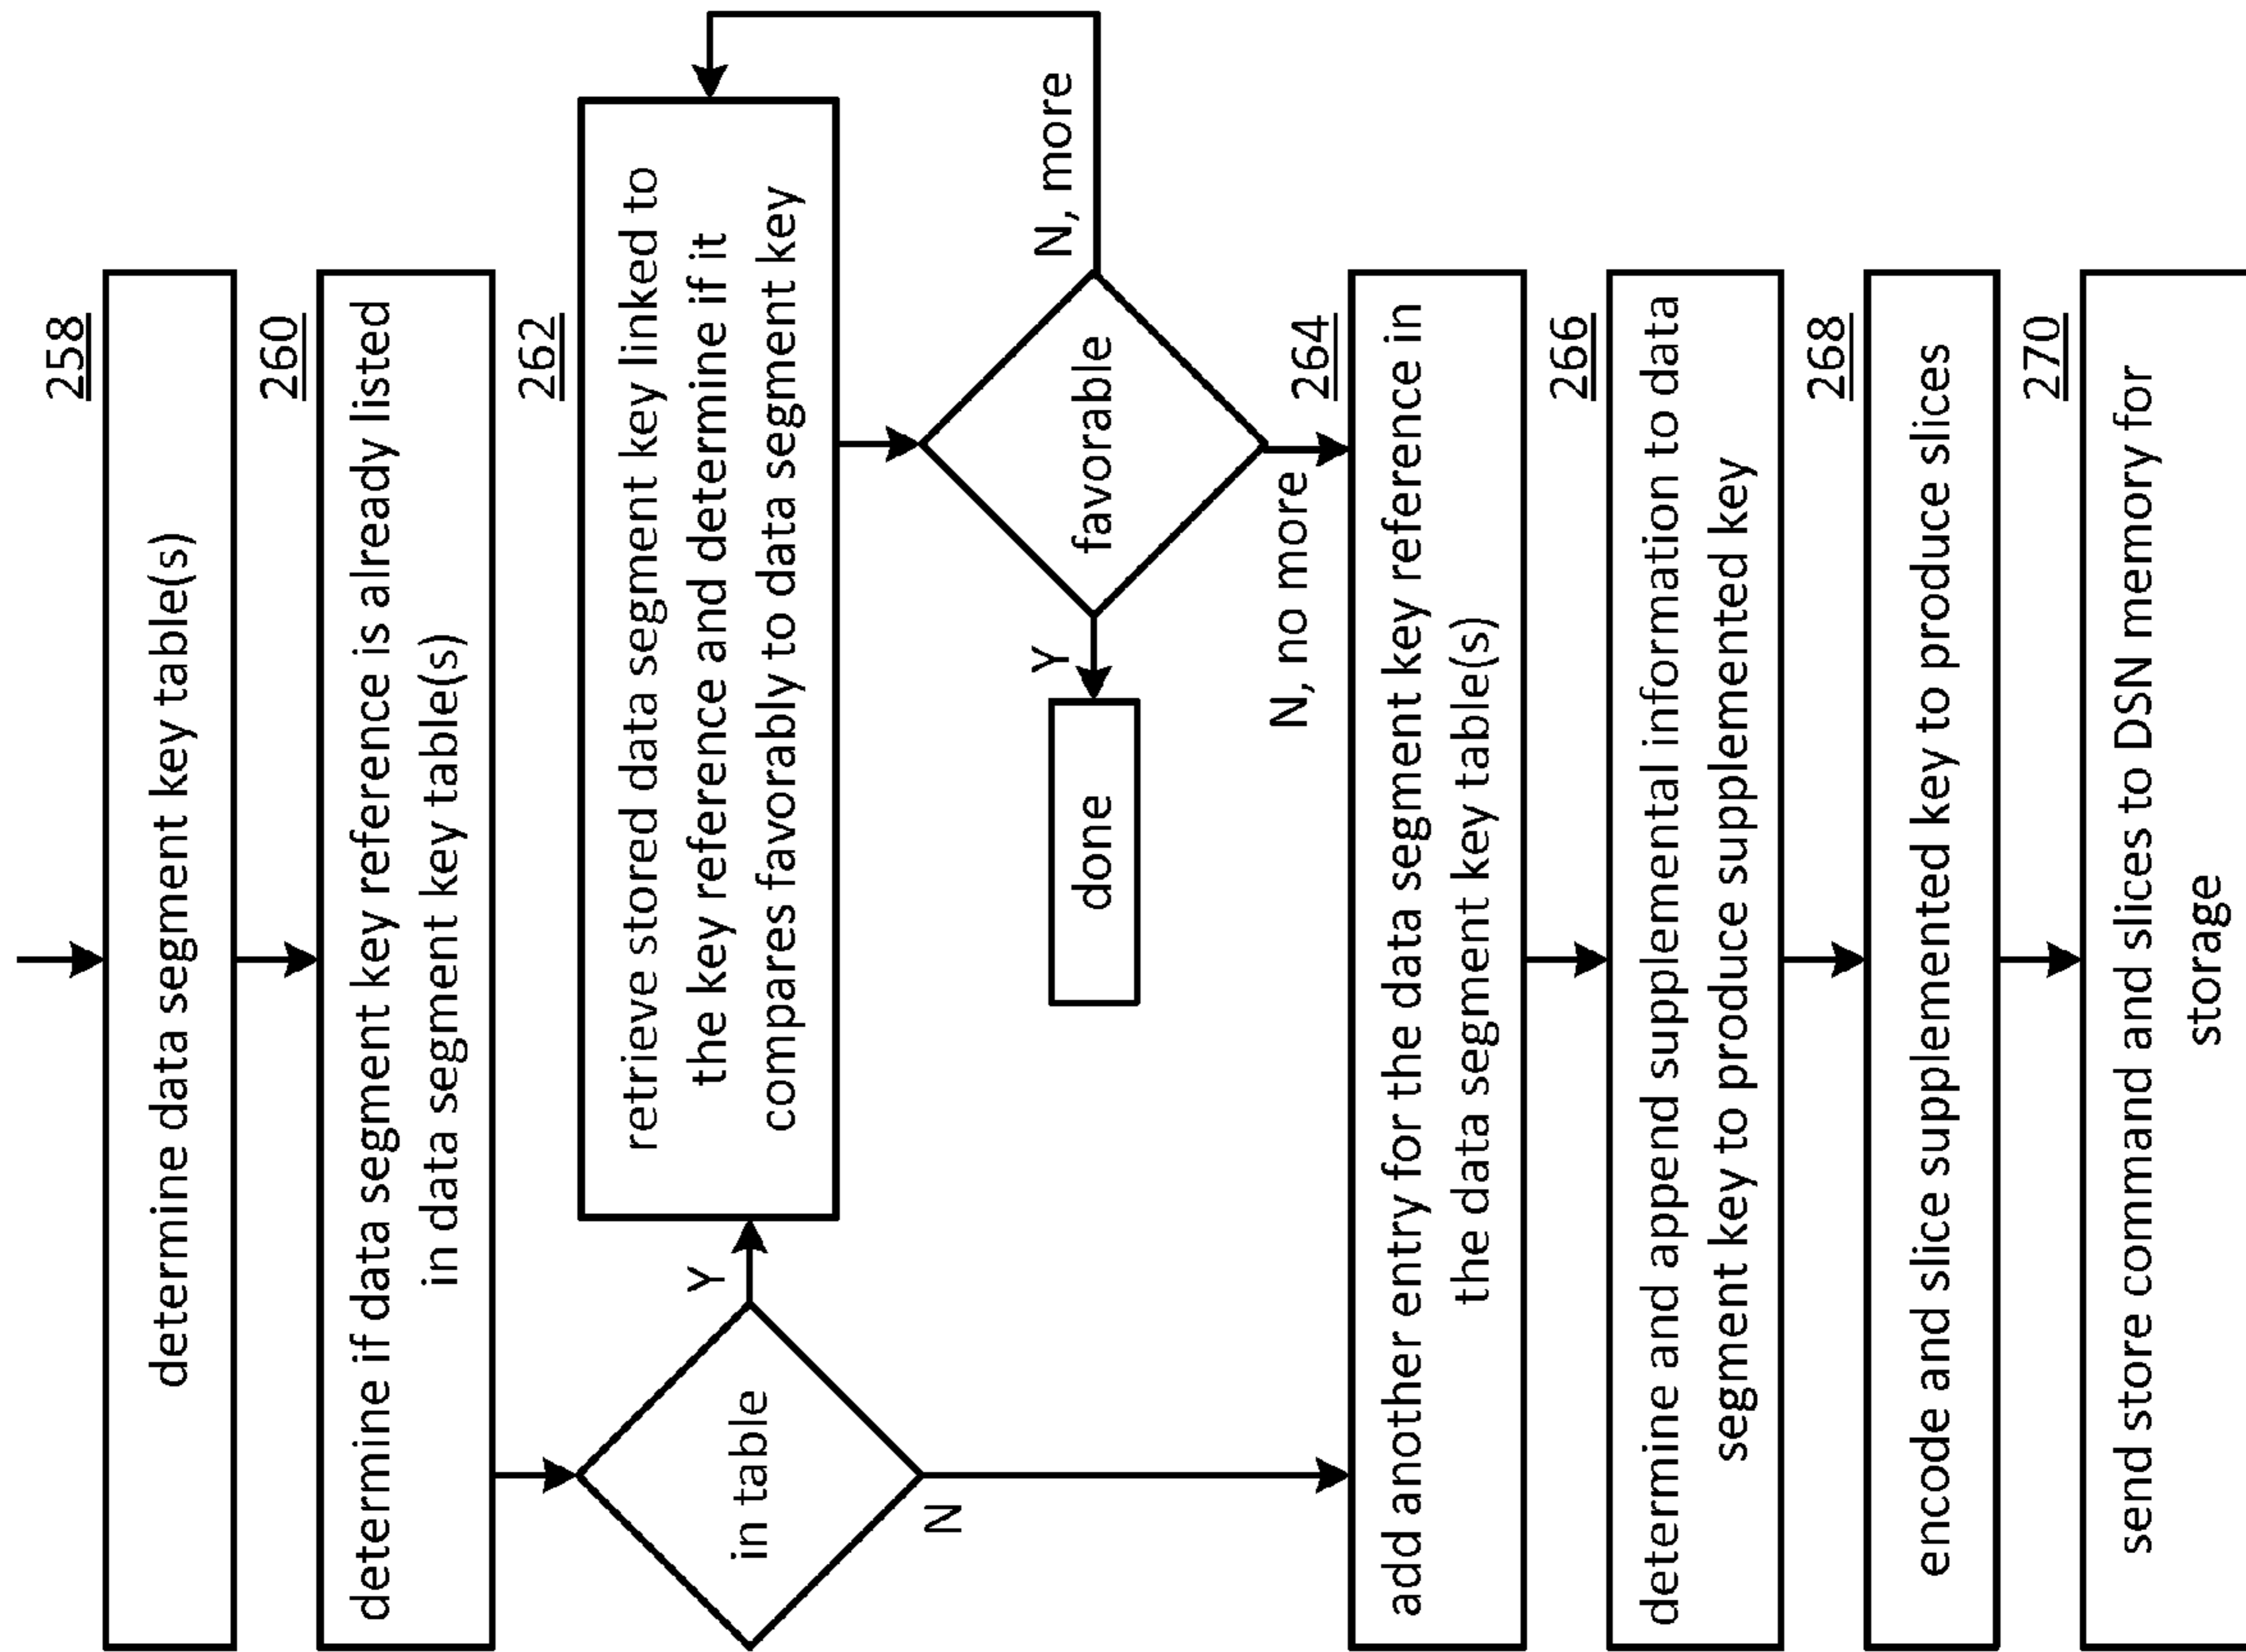 258
determine data segment key table(s)
260
determine if data segment key reference is already listed
in data segment key table(s)
in table
Y
N
262
retrieve stored data segment key linked to
the key reference and determine if it
compares favorably to data segment key
favorable
N, more
Y
done
N, no more
264
add another entry for the data segment key reference in
the data segment key table(s)
266
determine and append supplemental information to data
segment key to produce supplemented key
268
encode and slice supplemented key to produce slices
270
send store command and slices to DSN memory for
storage